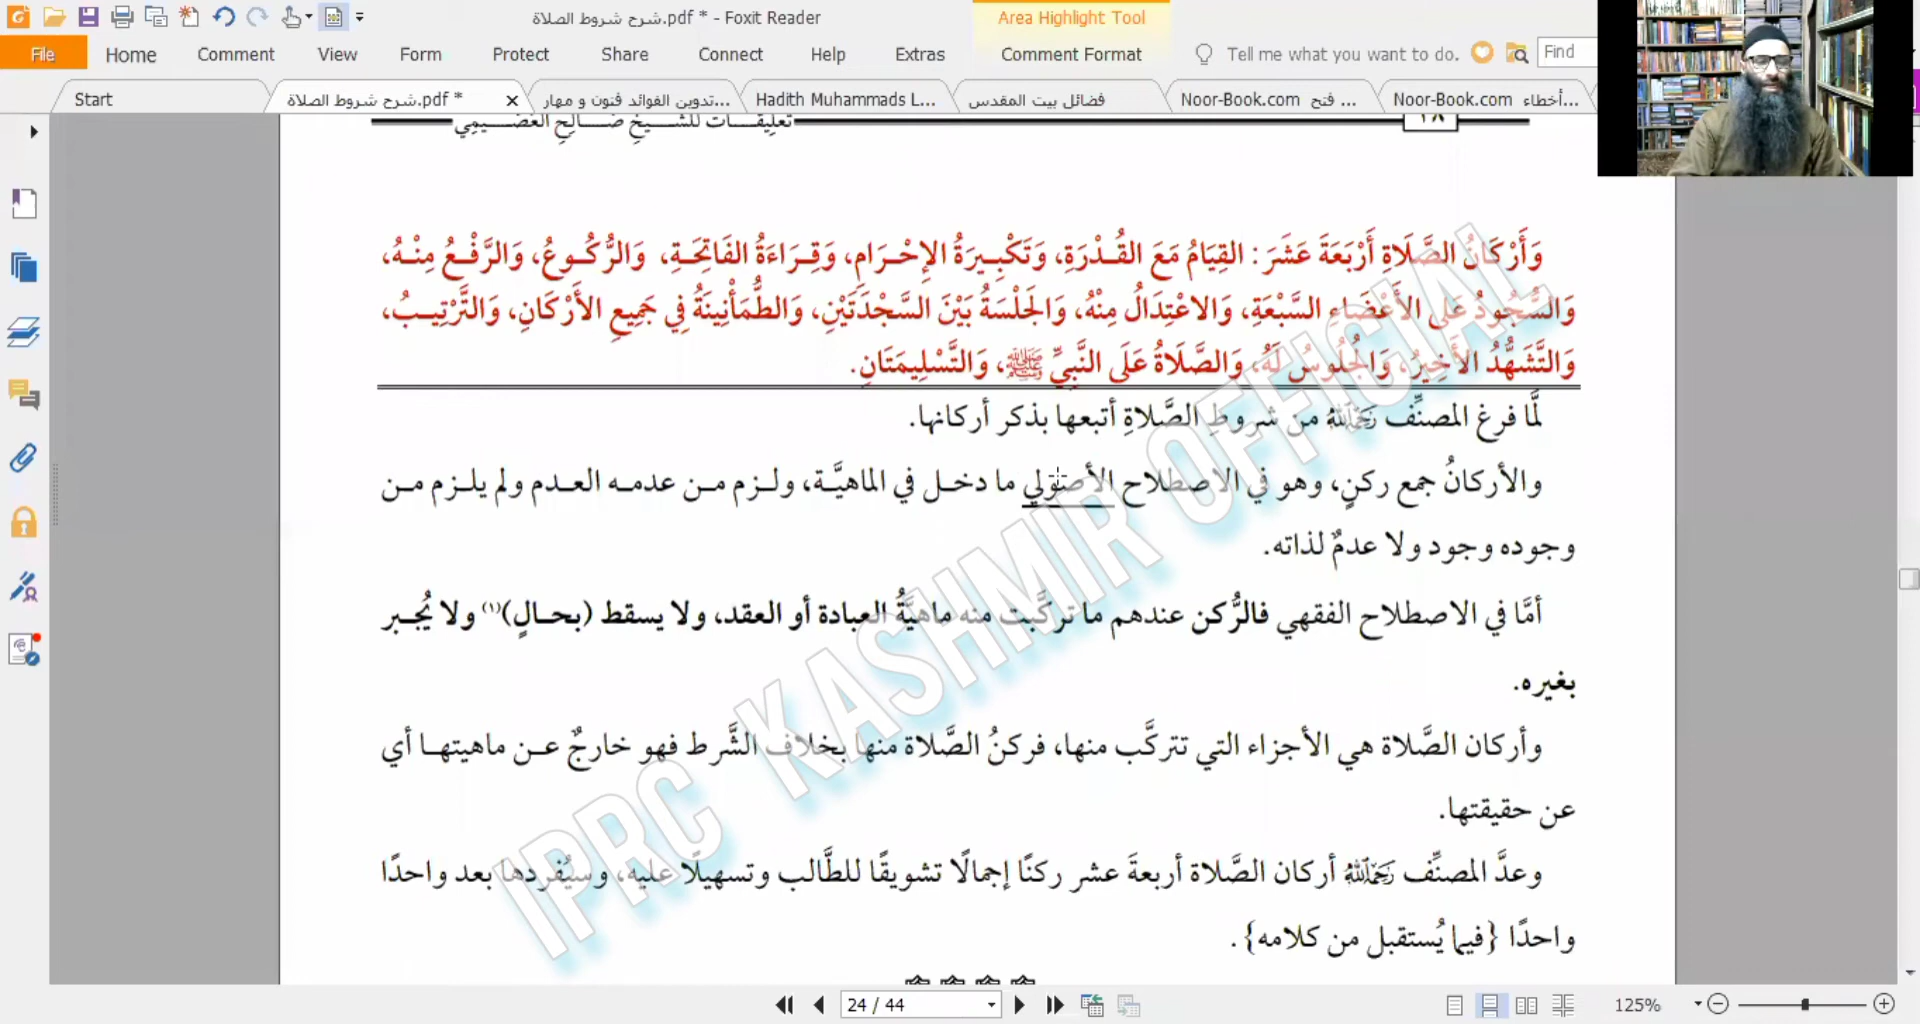 شرح شروط الصلاة.pdf * - Foxit Reader
Area Highlight Tool
File
Home
Comment
View
Form
Protect
Share
Connect
Help
Extras
Comment Format
Tell me what you want to do.
Find
Start
شرح شروط الصلاة.pdf *
تدوين الفوائد فنون و مهار...
Hadith Muhammads L...
فضائل بيت المقدس
Noor-Book.com فتح ...
Noor-Book.com أخطاء...
تعليقات للشيخ صالح العصيمي
وَأَرْكَانُ الصَّلَاةِ أَرْبَعَةَ عَشَرَ: القِيَامُ مَعَ القُدْرَةِ، وَتَكْبِيرَةُ الإِحْرَامِ، وَقِرَاءَةُ الفَاتِحَةِ، وَالرُّكُوعُ، وَالرَّفْعُ مِنْهُ،
وَالسُّجُودُ عَلَى الأَعْضَاءِ السَّبْعَةِ، وَالاعْتِدَالُ مِنْهُ، وَالجَلْسَةُ بَيْنَ السَّجْدَتَيْنِ، وَالطُّمَأْنِينَةُ فِي جَمِيعِ الأَرْكَانِ، وَالتَّرْتِيبُ،
وَالتَّشَهُّدُ الأَخِيرُ، وَالجُلُوسُ لَهُ، وَالصَّلَاةُ عَلَى النَّبِيِّ ﷺ، وَالتَّسْلِيمَتَانِ.
لمَّا فرغ المصنِّف رَحِمَهُ اللَّهُ من شروطِ الصَّلاةِ أتبعها بذكر أركانها.
والأركانُ جمع ركنٍ، وهو في الاصطلاح الأصولي ما دخل في الماهيَّة، ولزم من عدمه العدم ولم يلزم من
وجوده وجود ولا عدمٌ لذاته.
أمَّا في الاصطلاح الفقهي فالرُّكن عندهم ما تركَّبت منه ماهيَّةُ العبادة أو العقد، ولا يسقط (بحالٍ)(١) ولا يُجبر
بغيره.
وأركان الصَّلاة هي الأجزاء التي تتركَّب منها، فركنُ الصَّلاة منها بخلاف الشَّرط فهو خارجٌ عن ماهيتها أي
عن حقيقتها.
وعدَّ المصنِّف رَحِمَهُ اللَّهُ أركان الصَّلاة أربعةَ عشر ركنًا إجمالًا تشويقًا للطَّالب وتسهيلًا عليه، وسيُفردها بعد واحدًا
واحدًا {فيما يُستقبل من كلامه}.
IPRC KASHMIR OFFICIAL
24 / 44
125%